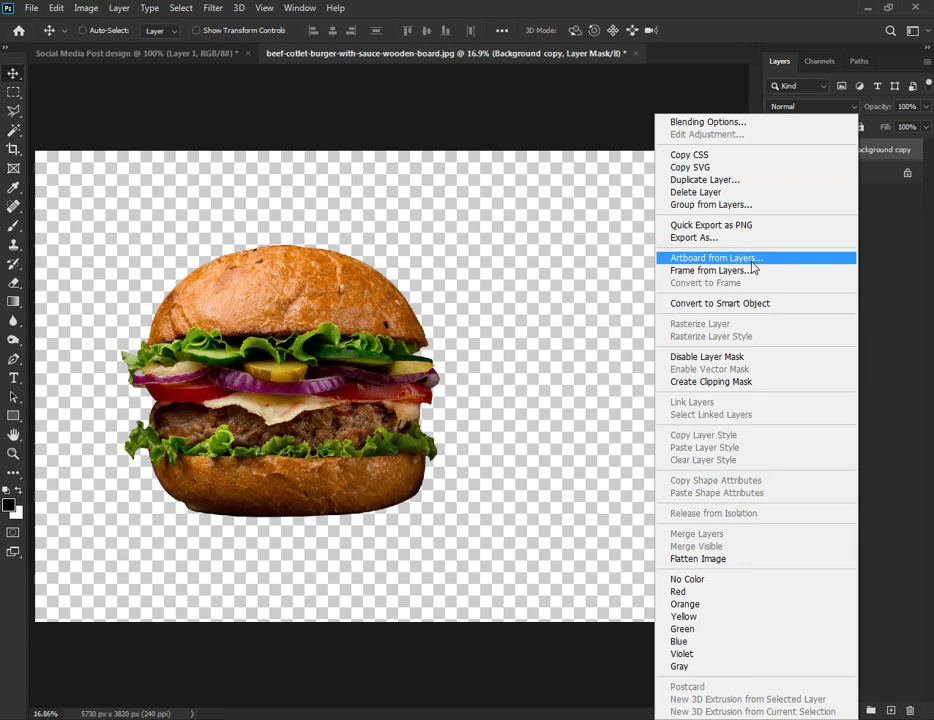 Ps File Edit Image Layer Type Select Filter 3D View Window Help
Auto-Select: Layer Show Transform Controls 3D Mode:
Social Media Post design @ 100% (Layer 1, RGB/8#) * × beef-cotlet-burger-with-sauce-wooden-board.jpg @ 16.9% (Background copy, Layer Mask/8) * ×
Layers Channels Paths
Kind
Normal Opacity: 100%
Fill: 100%
ackground copy
Blending Options...
Edit Adjustment...
Copy CSS
Copy SVG
Duplicate Layer...
Delete Layer
Group from Layers...
Quick Export as PNG
Export As...
Artboard from Layers...
Frame from Layers...
Convert to Frame
Convert to Smart Object
Rasterize Layer
Rasterize Layer Style
Disable Layer Mask
Enable Vector Mask
Create Clipping Mask
Link Layers
Select Linked Layers
Copy Layer Style
Paste Layer Style
Clear Layer Style
Copy Shape Attributes
Paste Shape Attributes
Release from Isolation
Merge Layers
Merge Visible
Flatten Image
No Color
Red
Orange
Yellow
Green
Blue
Violet
Gray
Postcard
New 3D Extrusion from Selected Layer
New 3D Extrusion from Current Selection
16.86% 5730 px x 3820 px (240 ppi)